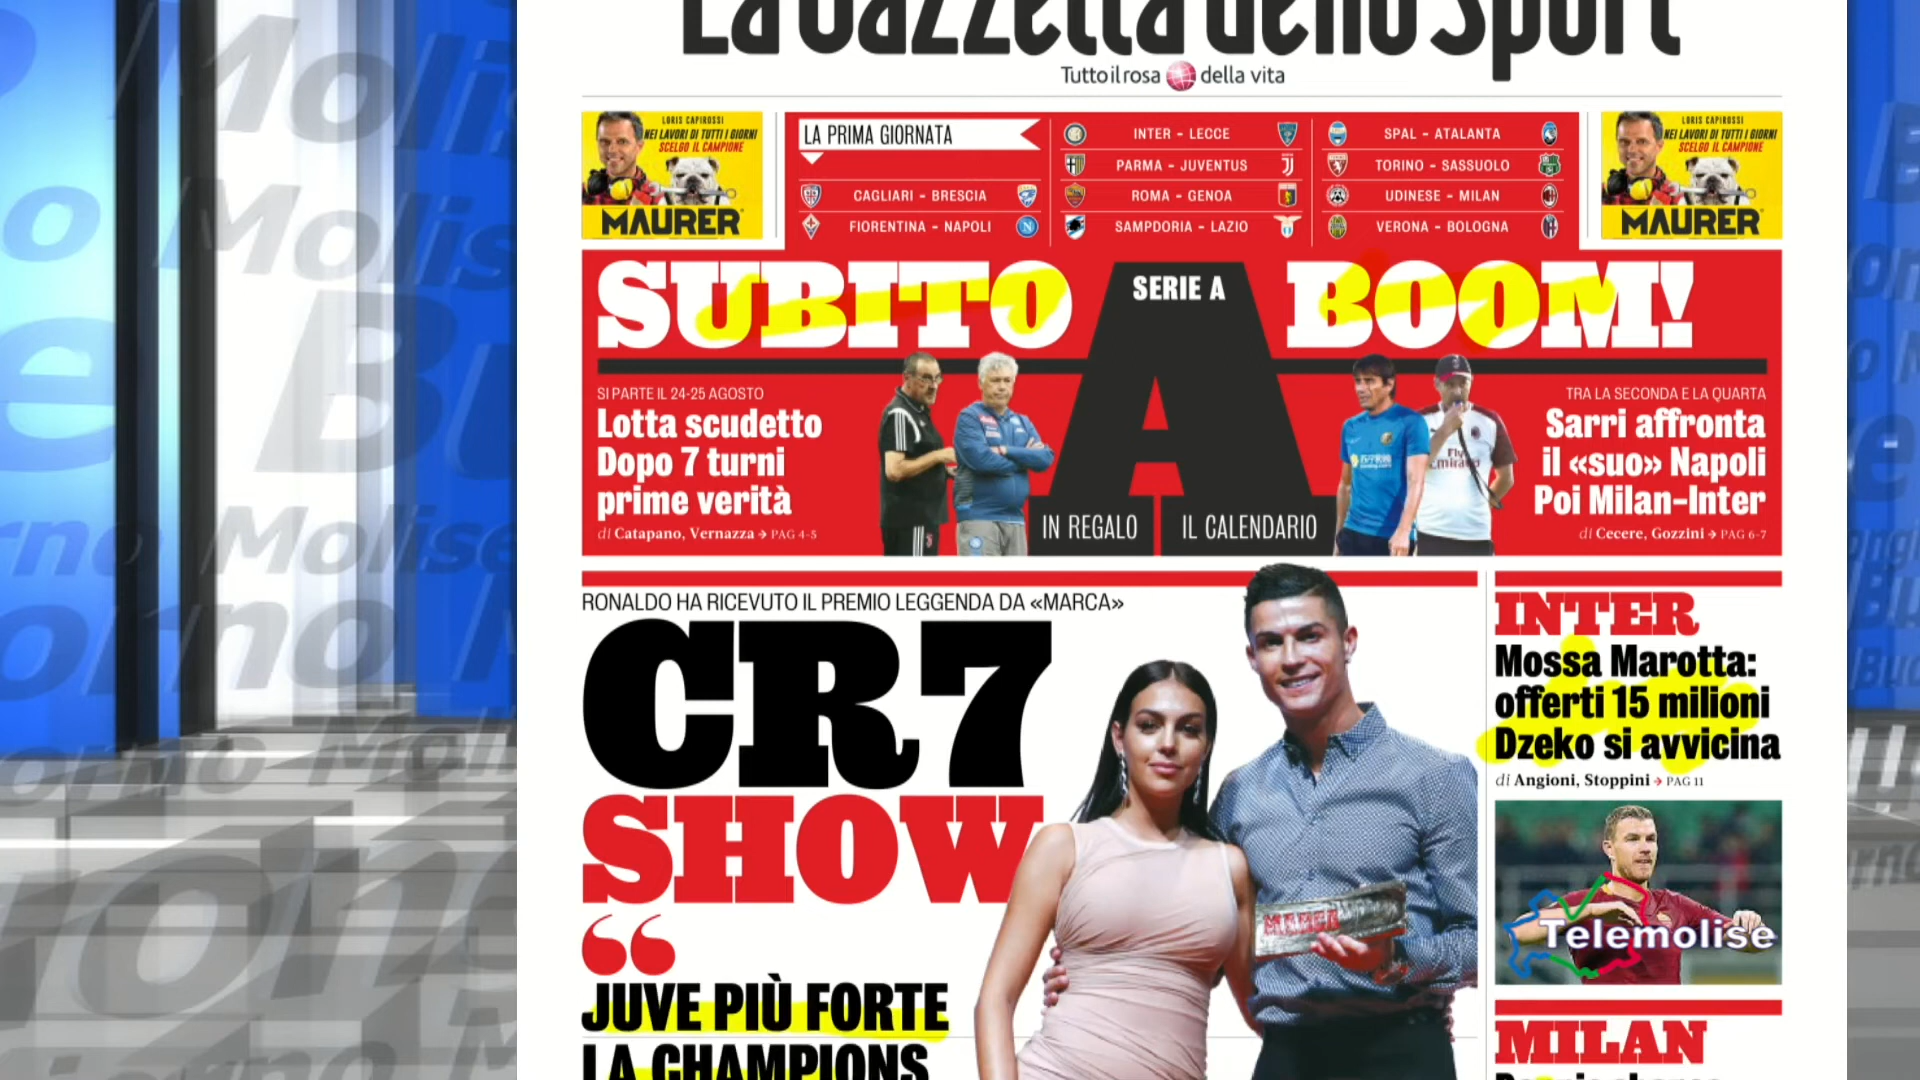 La Gazzetta dello Sport
Tutto il rosa della vita
LORIS CAPIROSSI
NEI LAVORI DI TUTTI I GIORNI
SCELGO IL CAMPIONE
MAURER
LA PRIMA GIORNATA
CAGLIARI - BRESCIA
FIORENTINA - NAPOLI
INTER - LECCE
PARMA - JUVENTUS
ROMA - GENOA
SAMPDORIA - LAZIO
SPAL - ATALANTA
TORINO - SASSUOLO
UDINESE - MILAN
VERONA - BOLOGNA
LORIS CAPIROSSI
NEI LAVORI DI TUTTI I GIORNI
SCELGO IL CAMPIONE
MAURER
SUBITO
SERIE A
BOOM!
A
SI PARTE IL 24-25 AGOSTO
Lotta scudetto
Dopo 7 turni
prime verità
di Catapano, Vernazza → PAG 4-5
IN REGALO IL CALENDARIO
TRA LA SECONDA E LA QUARTA
Sarri affronta
il «suo» Napoli
Poi Milan-Inter
di Cecere, Gozzini → PAG 6-7
RONALDO HA RICEVUTO IL PREMIO LEGGENDA DA «MARCA»
CR7
SHOW
“
JUVE PIÙ FORTE
LA CHAMPIONS
MARCA
INTER
Mossa Marotta:
offerti 15 milioni
Dzeko si avvicina
di Angioni, Stoppini → PAG 11
Telemolise
MILAN